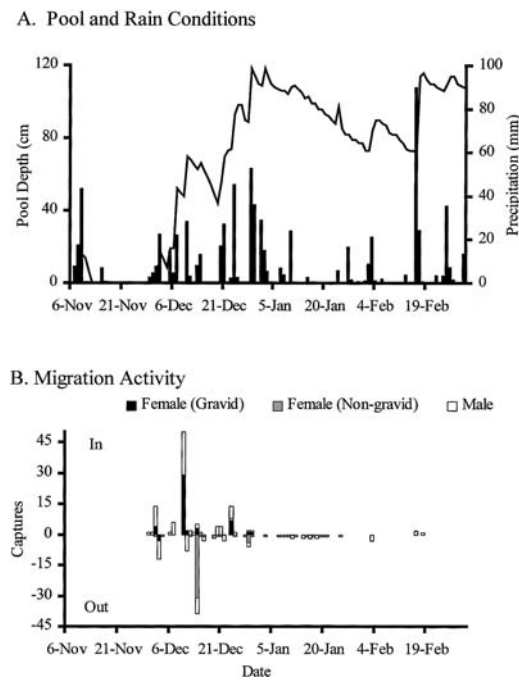 A. Pool and Rain Conditions
120
80
40
0
Pool Depth (cm)
100
80
60
40
20
0
Precipitation (mm)
6-Nov 21-Nov 6-Dec 21-Dec 5-Jan 20-Jan 4-Feb 19-Feb
B. Migration Activity
Female (Gravid) Female (Non-gravid) Male
45
30
15
0
-15
-30
-45
Captures
In
Out
6-Nov 21-Nov 6-Dec 21-Dec 5-Jan 20-Jan 4-Feb 19-Feb
Date